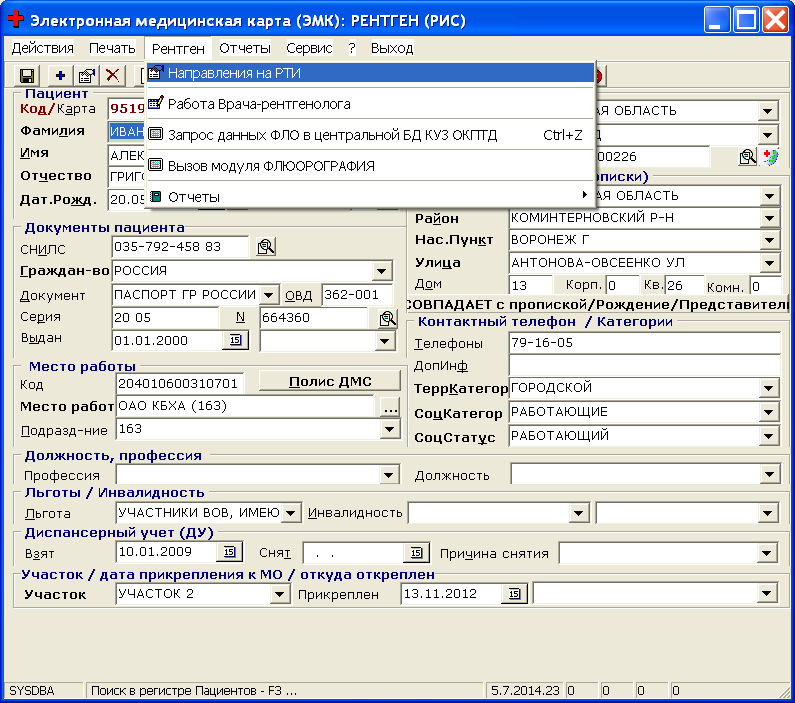 Электронная медицинская карта (ЭМК): РЕНТГЕН (РИС)
Действия Печать Рентген Отчеты Сервис ? Выход
Направления на РТИ
Работа Врача-рентгенолога
Запрос данных ФЛО в центральной БД КУЗ ОКПТД Ctrl+Z
Вызов модуля ФЛЮОРОГРАФИЯ
Отчеты
Пациент
Код/Карта 9519
Фамилия ИВАН
Имя АЛЕК
Отчество ГРИГО
Дат.Рожд. 20.05
АЯ ОБЛАСТЬ
00226
описки)
АЯ ОБЛАСТЬ
Район КОМИНТЕРНОВСКИЙ Р-Н
Нас.Пункт ВОРОНЕЖ Г
Улица АНТОНОВА-ОВСЕЕНКО УЛ
Дом 13 Корп. 0 Кв. 26 Комн. 0
СОВПАДАЕТ с пропиской/Рождение/Представитель
Документы пациента
СНИЛС 035-792-458 83
Граждан-во РОССИЯ
Документ ПАСПОРТ ГР РОССИИ ОВД 362-001
Серия 20 05 N 664360
Выдан 01.01.2000 15
Контактный телефон / Категории
Телефоны 79-16-05
ДопИнф
ТеррКатегор ГОРОДСКОЙ
СоцКатегор РАБОТАЮЩИЕ
СоцСтатус РАБОТАЮЩИЙ
Место работы
Код 204010600310701 Полис ДМС
Место работ ОАО КБХА (163) ...
Подразд-ние 163
Должность, профессия
Профессия Должность
Льготы / Инвалидность
Льгота УЧАСТНИКИ ВОВ, ИМЕЮ Инвалидность
Диспансерный учет (ДУ)
Взят 10.01.2009 15 Снят . . 15 Причина снятия
Участок / дата прикрепления к МО / откуда откреплен
Участок УЧАСТОК 2 Прикреплен 13.11.2012 15
SYSDBA Поиск в регистре Пациентов - F3 ... 5.7.2014.23 0 0 0 0